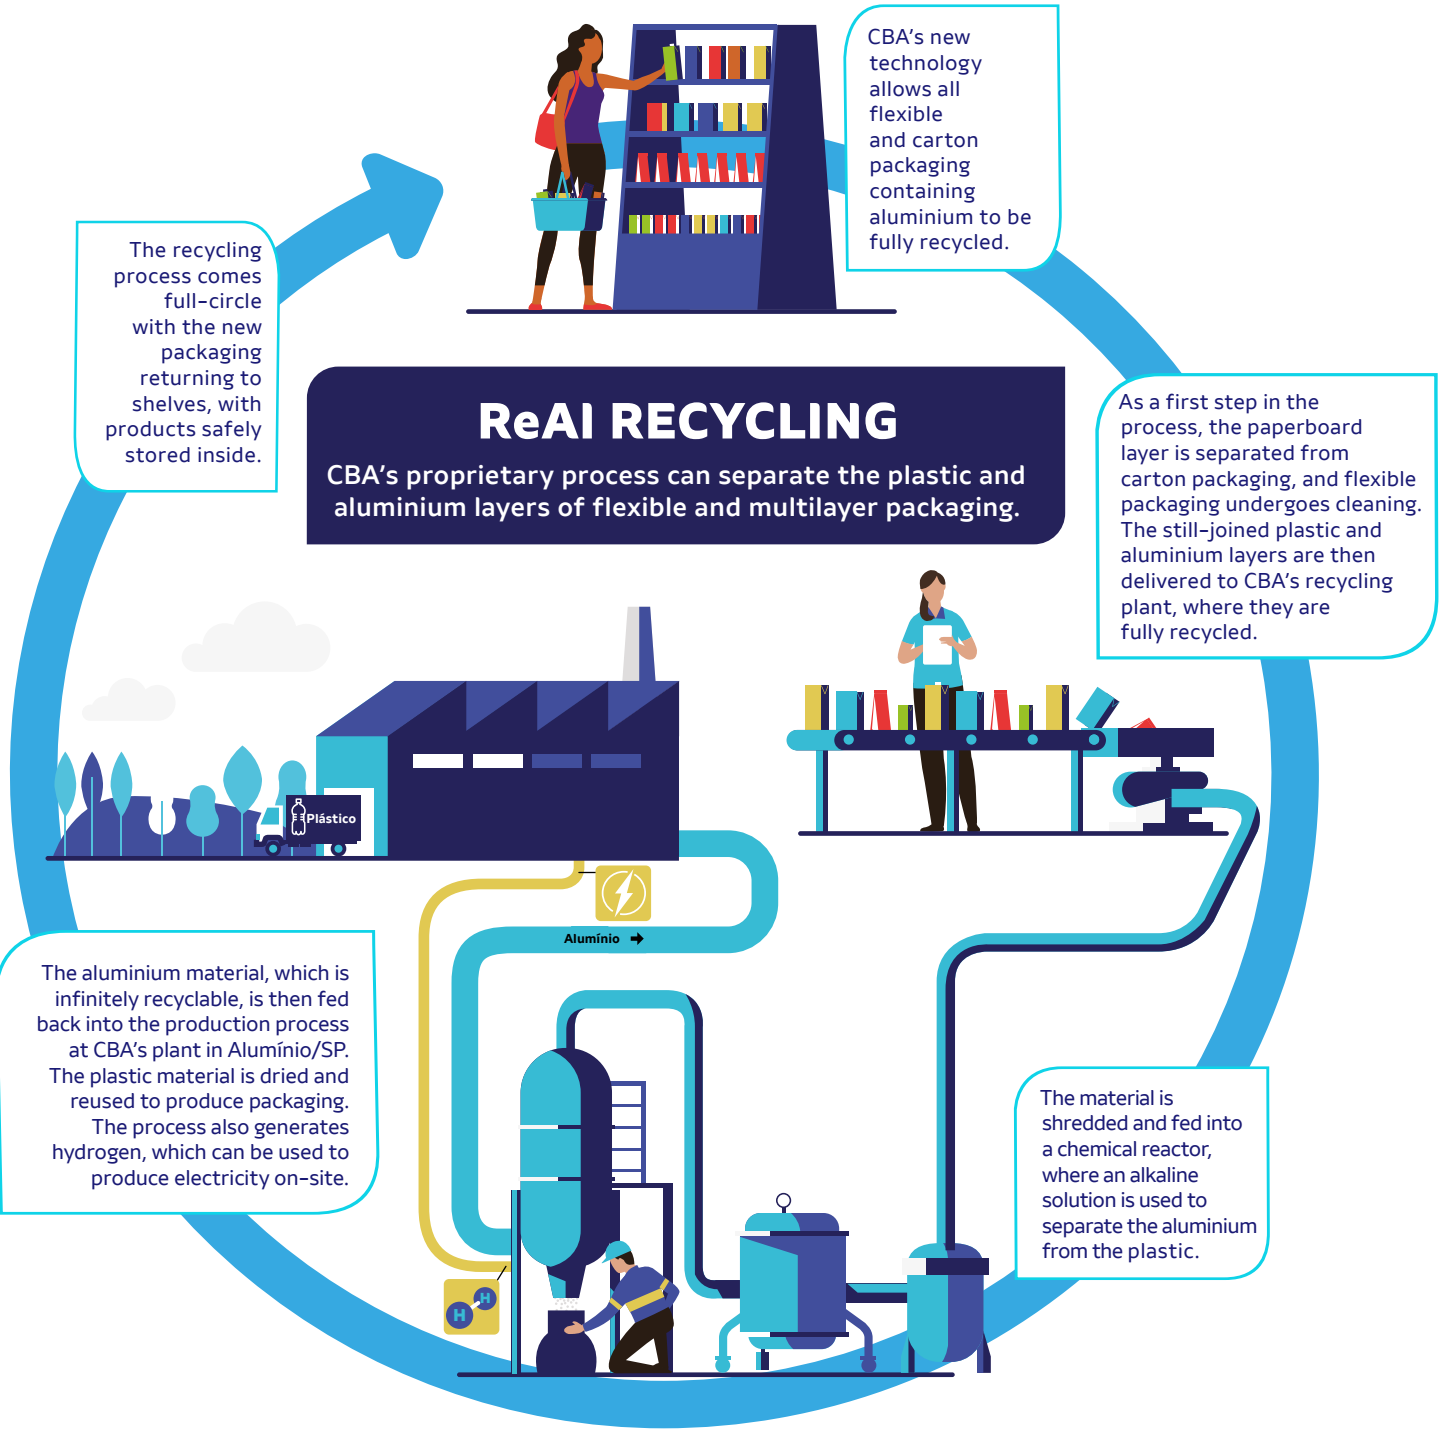 CBA's new
technology
allows all
flexible
and carton
packaging
containing
aluminium to be
fully recycled.
The recycling
process comes
full-circle
with the new
packaging
returning to
shelves, with
products safely
stored inside.
ReAl RECYCLING
CBA's proprietary process can separate the plastic and
aluminium layers of flexible and multilayer packaging.
As a first step in the
process, the paperboard
layer is separated from
carton packaging, and flexible
packaging undergoes cleaning.
The still-joined plastic and
aluminium layers are then
delivered to CBA's recycling
plant, where they are
fully recycled.
Plástico
Alumínio
The aluminium material, which is
infinitely recyclable, is then fed
back into the production process
at CBA's plant in Alumínio/SP.
The plastic material is dried and
reused to produce packaging.
The process also generates
hydrogen, which can be used to
produce electricity on-site.
The material is
shredded and fed into
a chemical reactor,
where an alkaline
solution is used to
separate the aluminium
from the plastic.
H
H